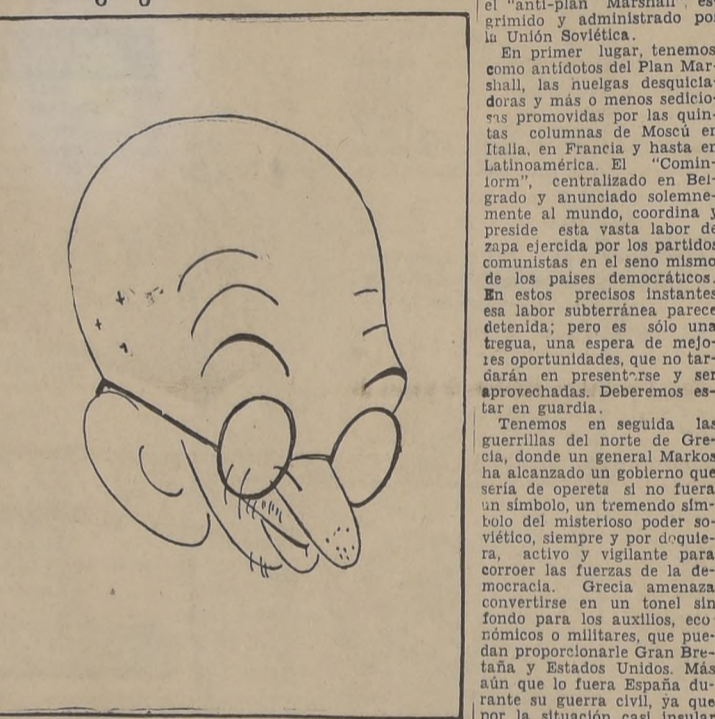 el "anti-plan Marshall", es-
grimido y administrado por
la Unión Soviética.
En primer lugar, tenemos
como antídotos del Plan Mar-
shall, las huelgas desquicia-
doras y más o menos sedicio-
sas promovidas por las quin-
tas columnas de Moscú en
Italia, en Francia y hasta en
Latinoamérica. El "Comin-
form", centralizado en Bel-
grado y anunciado solemne-
mente al mundo, coordina y
preside esta vasta labor de
zapa ejercida por los partidos
comunistas en el seno mismo
de los paises democráticos.
En estos precisos instantes
esa labor subterránea parece
detenida; pero es sólo una
tregua, una espera de mejo-
res oportunidades, que no tar-
darán en presentarse y ser
aprovechadas. Deberemos es-
tar en guardia.
Tenemos en seguida las
guerrillas del norte de Gre-
cia, donde un general Markos
ha alcanzado un gobierno que
sería de opereta si no fuera
un símbolo, un tremendo sím-
bolo del misterioso poder so-
viético, siempre y por doquie-
ra, activo y vigilante para
corroer las fuerzas de la de-
mocracia. Grecia amenaza
convertirse en un tonel sin
fondo para los auxilios, eco-
nómicos o militares, que pue-
dan proporcionarle Gran Bre-
taña y Estados Unidos. Más
aún que lo fuera España du-
rante su guerra civil, ya que
por la situación casi insular